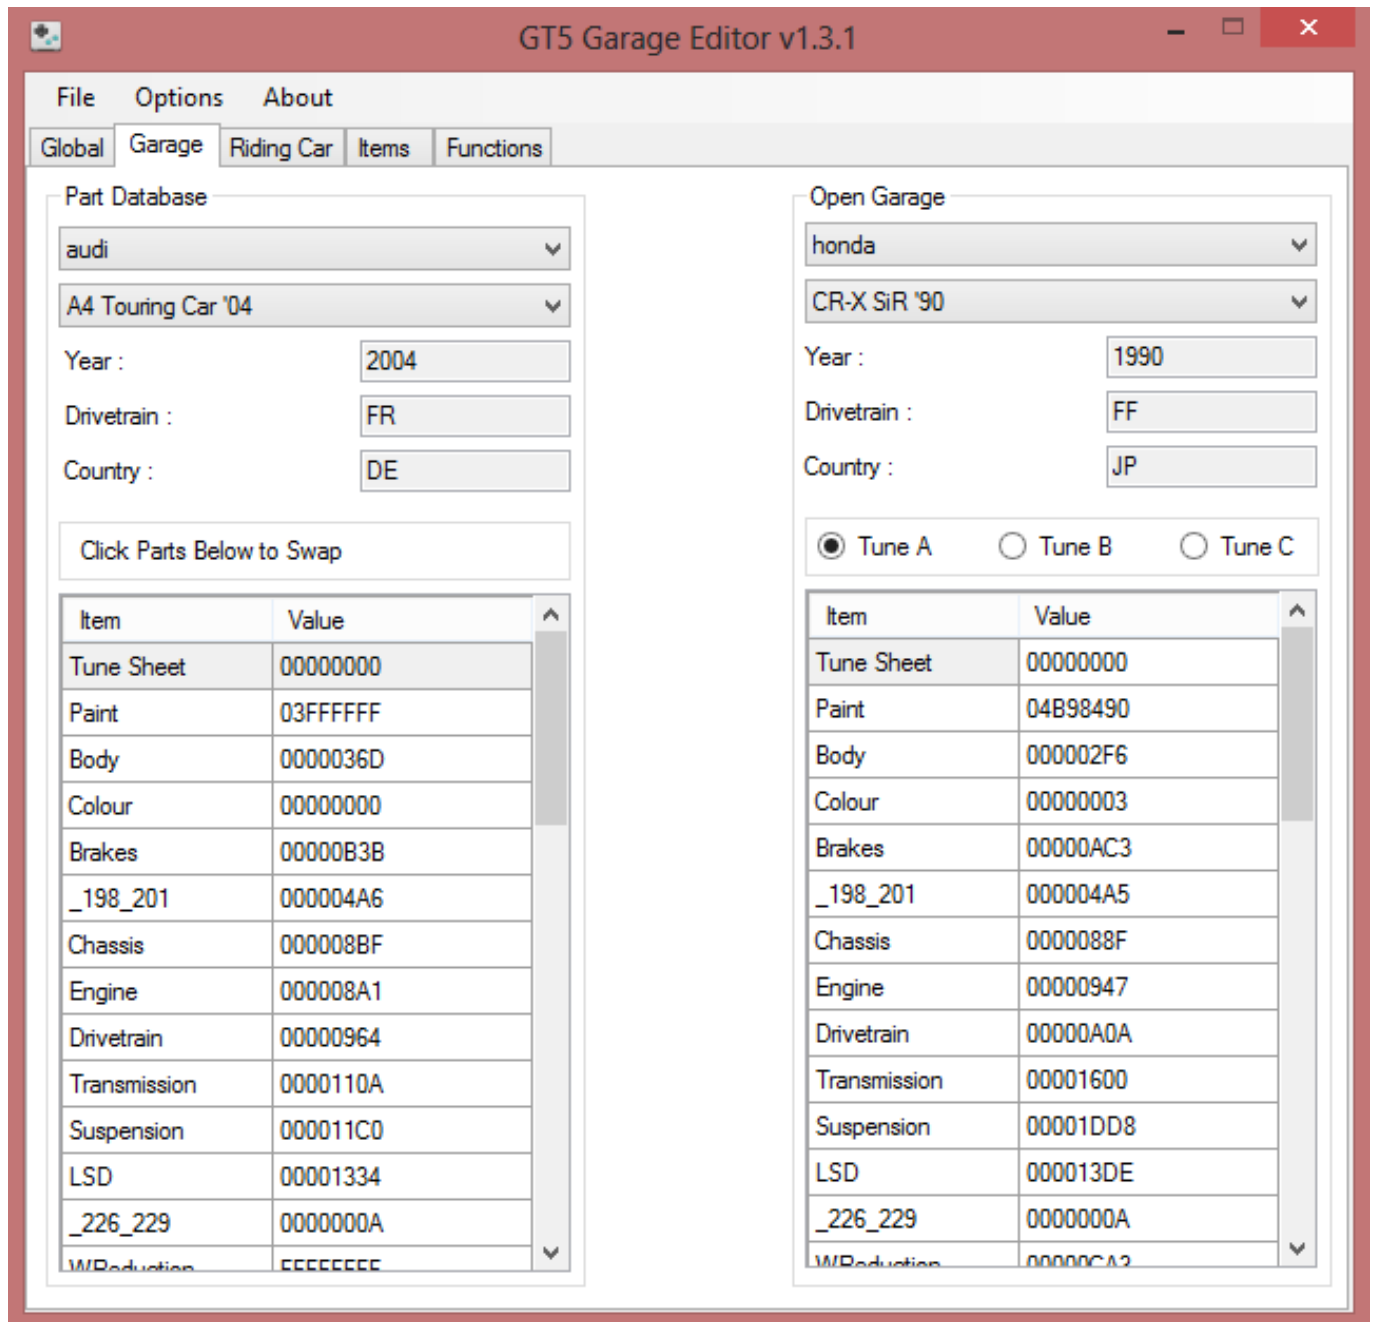 GT5 Garage Editor v1.3.1
File Options About
Global Garage Riding Car Items Functions
Part Database
audi
A4 Touring Car '04
Year : 2004
Drivetrain : FR
Country : DE
Click Parts Below to Swap
Item Value
Tune Sheet 00000000
Paint 03FFFFFF
Body 0000036D
Colour 00000000
Brakes 00000B3B
_198_201 000004A6
Chassis 000008BF
Engine 000008A1
Drivetrain 00000964
Transmission 0000110A
Suspension 000011C0
LSD 00001334
_226_229 0000000A
WReduction FFFFFFFF
Open Garage
honda
CR-X SiR '90
Year : 1990
Drivetrain : FF
Country : JP
Tune A Tune B Tune C
Item Value
Tune Sheet 00000000
Paint 04B98490
Body 000002F6
Colour 00000003
Brakes 00000AC3
_198_201 000004A5
Chassis 0000088F
Engine 00000947
Drivetrain 00000A0A
Transmission 00001600
Suspension 00001DD8
LSD 000013DE
_226_229 0000000A
WReduction 00000CA3